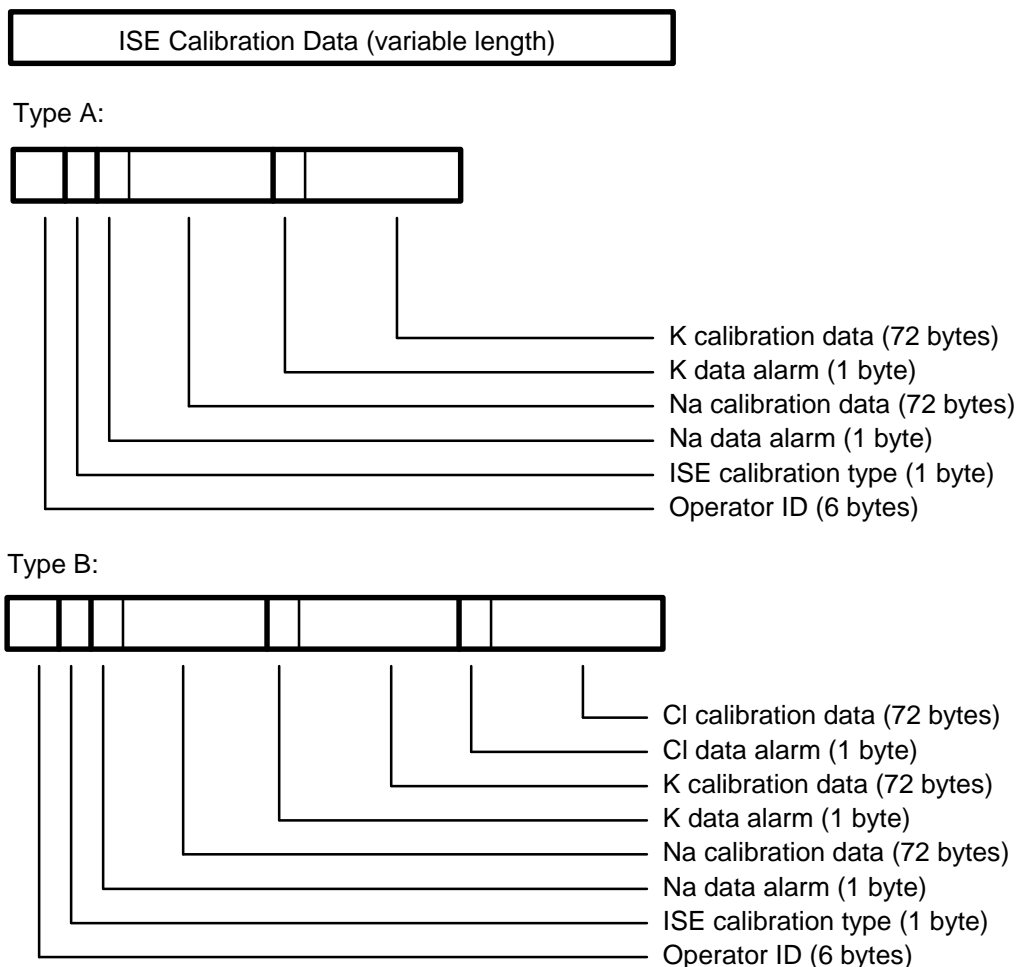 ISE Calibration Data (variable length)
Type A:
K calibration data (72 bytes)
K data alarm (1 byte)
Na calibration data (72 bytes)
Na data alarm (1 byte)
ISE calibration type (1 byte)
Operator ID (6 bytes)
Type B:
Cl calibration data (72 bytes)
Cl data alarm (1 byte)
K calibration data (72 bytes)
K data alarm (1 byte)
Na calibration data (72 bytes)
Na data alarm (1 byte)
ISE calibration type (1 byte)
Operator ID (6 bytes)